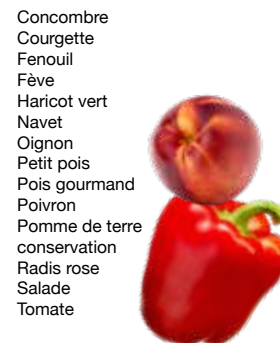 Concombre
Courgette
Fenouil
Fève
Haricot vert
Navet
Oignon
Petit pois
Pois gourmand
Poivron
Pomme de terre
conservation
Radis rose
Salade
Tomate